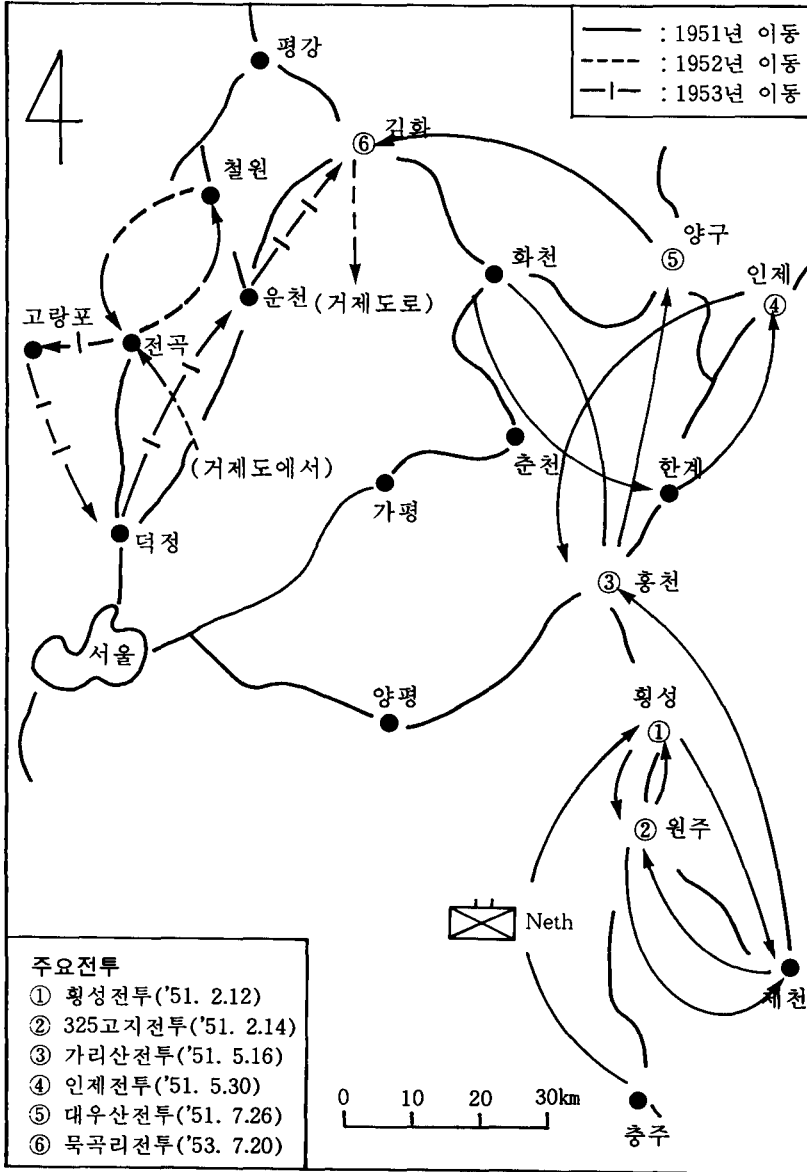 : 1951년 이동
: 1952년 이동
: 1953년 이동
4
평강
⑥ 김화
철원
양구
⑤
인제
④
화천
운천 (거제도로)
고랑포
전곡
(거제도에서)
춘천
한계
가평
덕정
③ 홍천
서울
양평
횡성
①
② 원주
Neth
제천
충주
주요전투
① 횡성전투('51. 2.12)
② 325고지전투('51. 2.14)
③ 가리산전투('51. 5.16)
④ 인제전투('51. 5.30)
⑤ 대우산전투('51. 7.26)
⑥ 묵곡리전투('53. 7.20)
0 10 20 30km